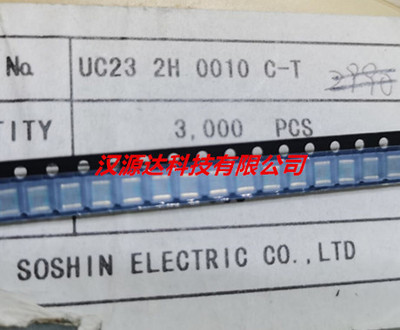 No. UC23 2H 0010 C-T 2990
TITY 3,000 PCS
汉源达科技有限公司
SOSHIN ELECTRIC CO.,LTD